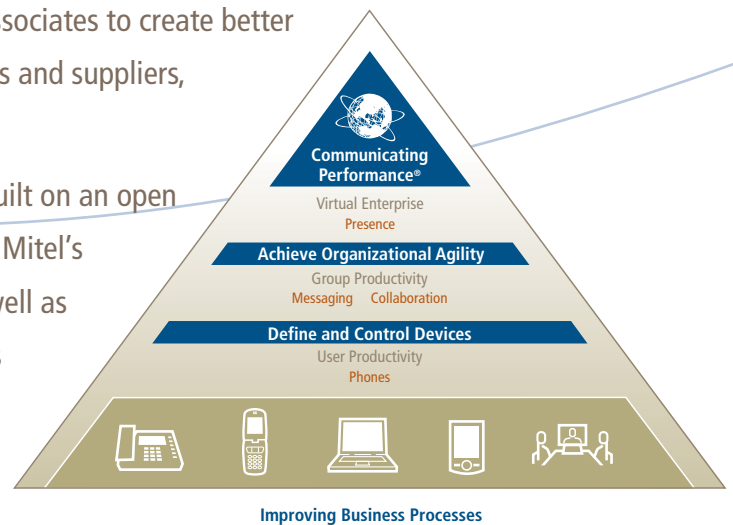 ssociates to create better
s and suppliers,
uilt on an open
Mitel's
vell as
Communicating
Performance®
Virtual Enterprise
Presence
Achieve Organizational Agility
Group Productivity
Messaging Collaboration
Define and Control Devices
User Productivity
Phones
Improving Business Processes